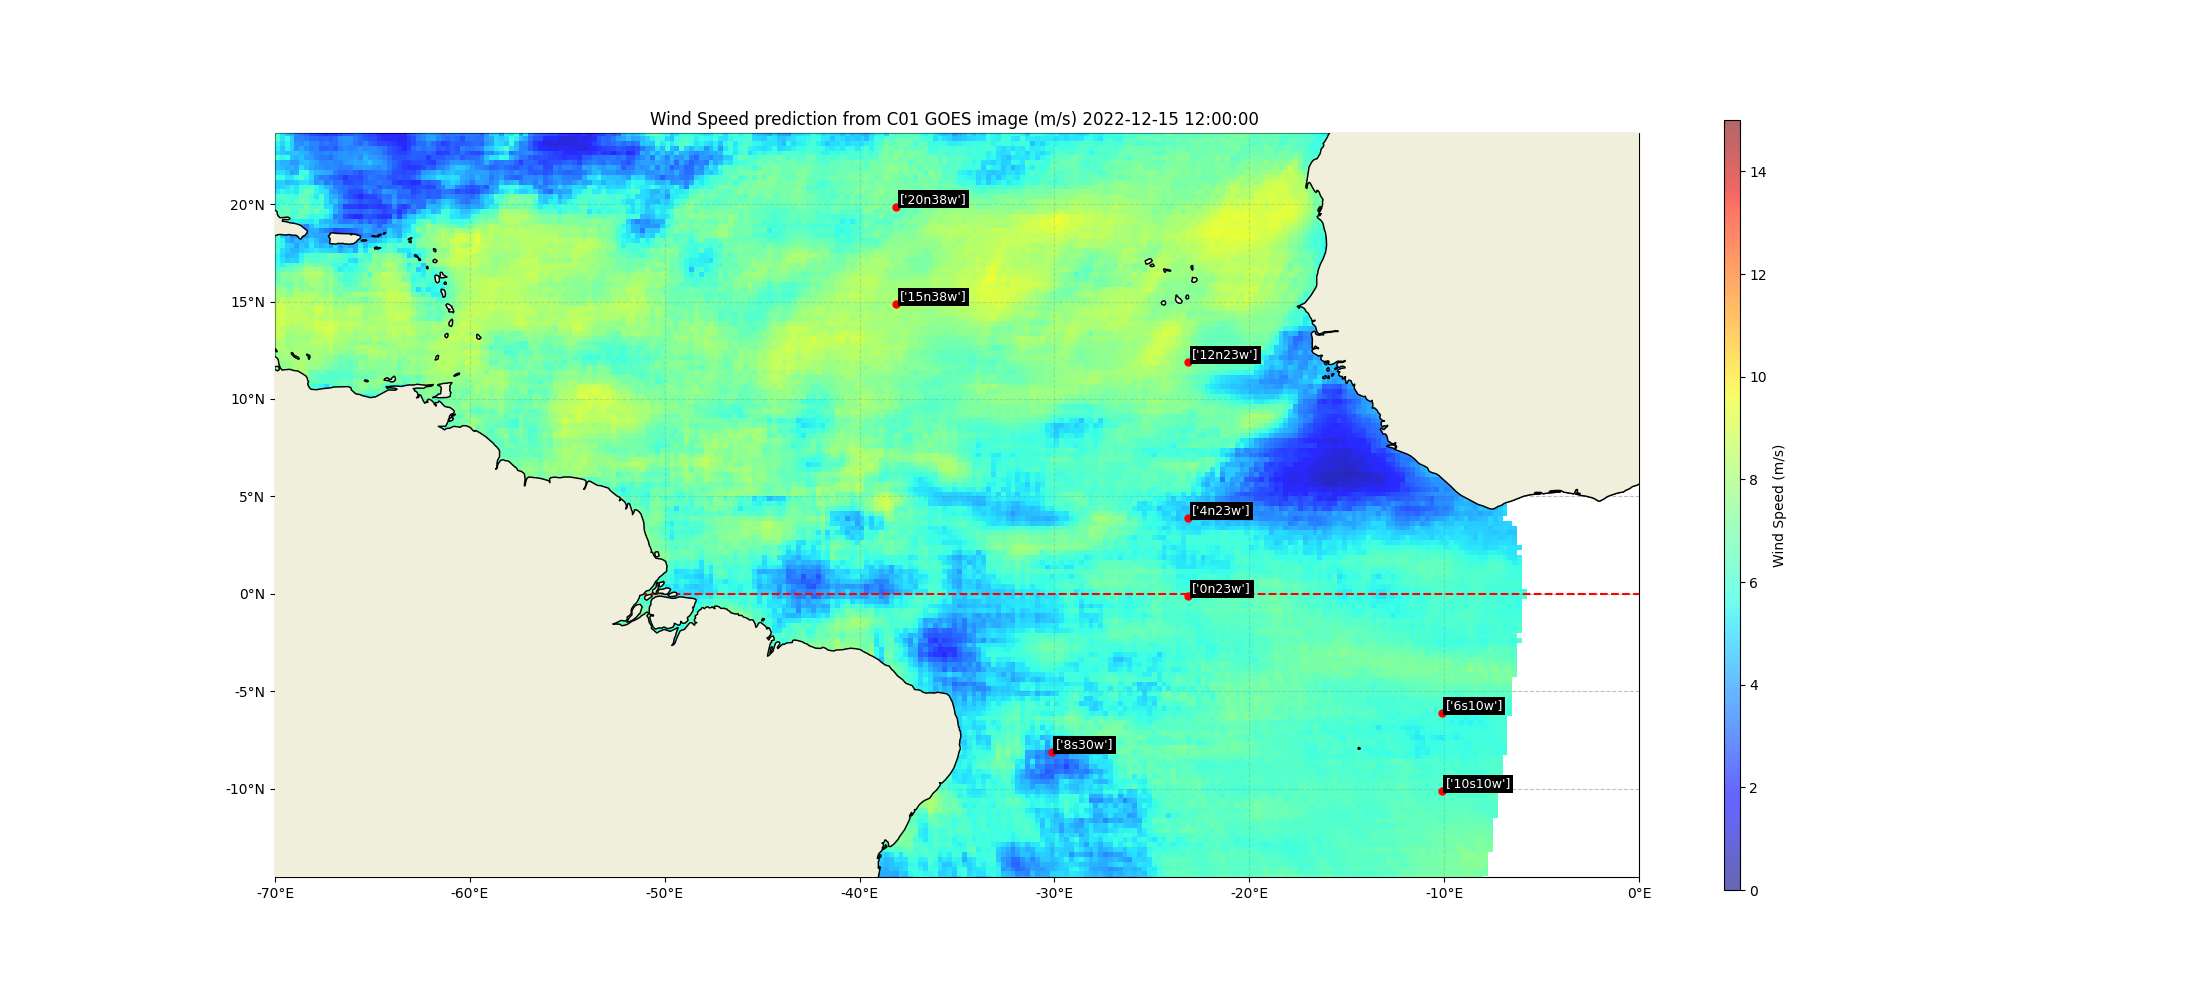 Wind Speed prediction from C01 GOES image (m/s) 2022-12-15 12:00:00
20°N
15°N
10°N
5°N
0°N
-5°N
-10°N
-70°E
-60°E
-50°E
-40°E
-30°E
-20°E
-10°E
0°E
['20n38w']
['15n38w']
['12n23w']
['4n23w']
['0n23w']
['6s10w']
['8s30w']
['10s10w']
14
12
10
8
6
4
2
0
Wind Speed (m/s)